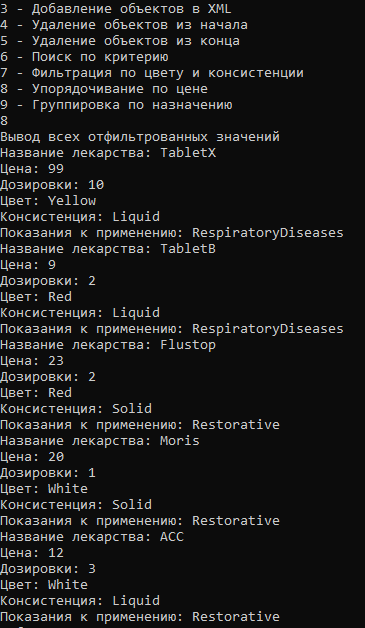 3 - Добавление объектов в XML
4 - Удаление объектов из начала
5 - Удаление объектов из конца
6 - Поиск по критерию
7 - Фильтрация по цвету и консистенции
8 - Упорядочивание по цене
9 - Группировка по назначению
8
Вывод всех отфильтрованных значений
Название лекарства: TabletX
Цена: 99
Дозировки: 10
Цвет: Yellow
Консистенция: Liquid
Показания к применению: RespiratoryDiseases
Название лекарства: TabletB
Цена: 9
Дозировки: 2
Цвет: Red
Консистенция: Liquid
Показания к применению: RespiratoryDiseases
Название лекарства: Flustop
Цена: 23
Дозировки: 2
Цвет: Red
Консистенция: Solid
Показания к применению: Restorative
Название лекарства: Moris
Цена: 20
Дозировки: 1
Цвет: White
Консистенция: Solid
Показания к применению: Restorative
Название лекарства: ACC
Цена: 12
Дозировки: 3
Цвет: White
Консистенция: Liquid
Показания к применению: Restorative